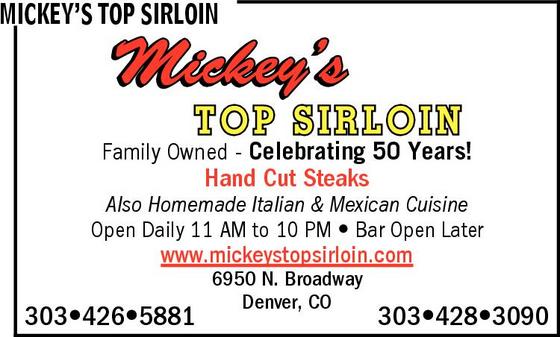 MICKEY'S TOP SIRLOIN
Mickey's
TOP SIRLOIN
Family Owned - Celebrating 50 Years!
Hand Cut Steaks
Also Homemade Italian & Mexican Cuisine
Open Daily 11 AM to 10 PM • Bar Open Later
www.mickeystopsirloin.com
6950 N. Broadway
Denver, CO
303•426•5881 303•428•3090